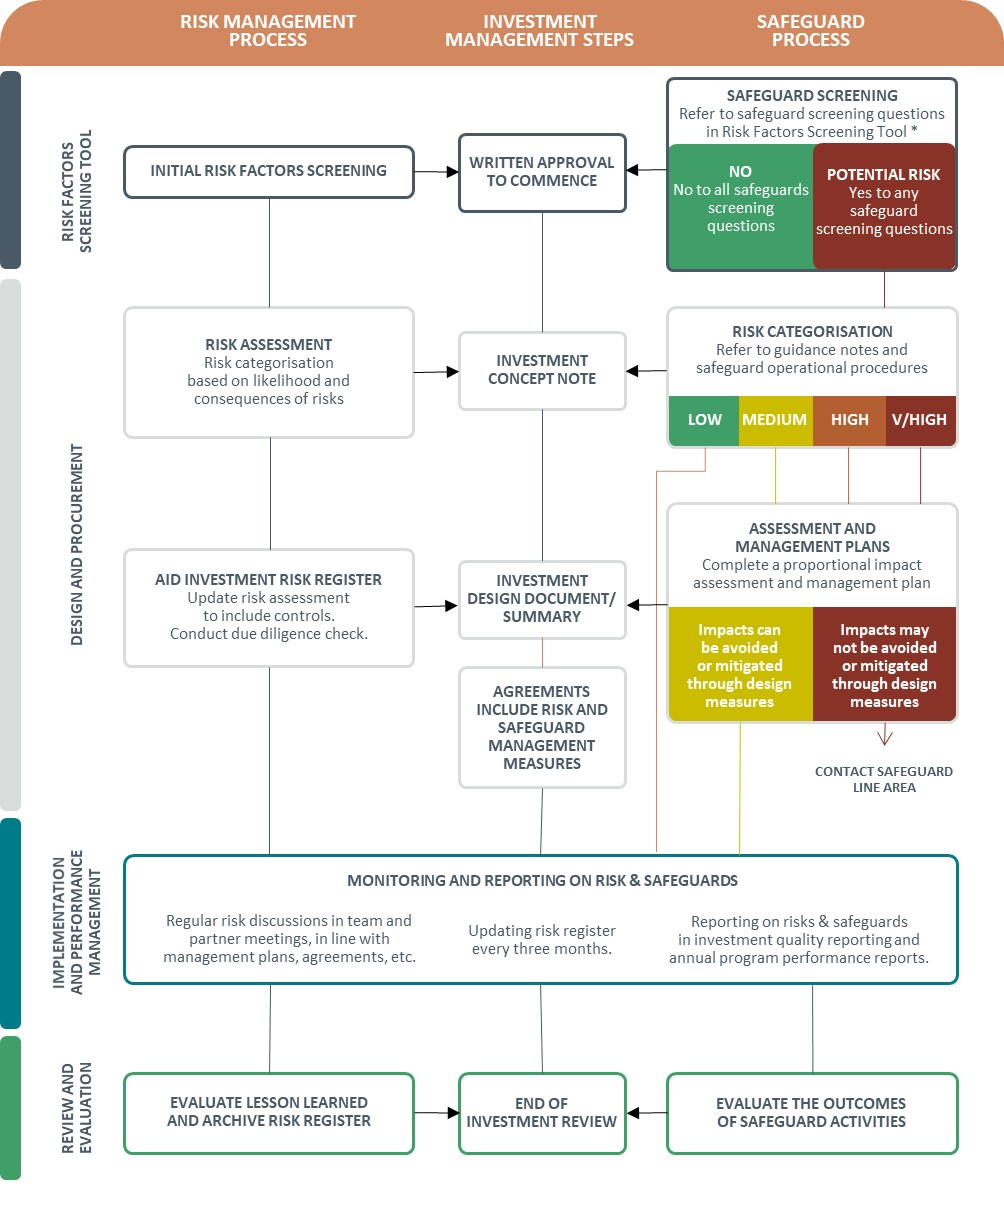 RISK MANAGEMENT
PROCESS
INVESTMENT
MANAGEMENT STEPS
SAFEGUARD
PROCESS
RISK FACTORS
SCREENING TOOL
INITIAL RISK FACTORS SCREENING
WRITTEN APPROVAL
TO COMMENCE
SAFEGUARD SCREENING
Refer to safeguard screening questions
in Risk Factors Screening Tool *
NO
No to all safeguards
screening
questions
POTENTIAL RISK
Yes to any
safeguard
screening questions
DESIGN AND PROCUREMENT
RISK ASSESSMENT
Risk categorisation
based on likelihood and
consequences of risks
INVESTMENT
CONCEPT NOTE
RISK CATEGORISATION
Refer to guidance notes and
safeguard operational procedures
LOW
MEDIUM
HIGH
V/HIGH
AID INVESTMENT RISK REGISTER
Update risk assessment
to include controls.
Conduct due diligence check.
INVESTMENT
DESIGN DOCUMENT/
SUMMARY
ASSESSMENT AND
MANAGEMENT PLANS
Complete a proportional impact
assessment and management plan
Impacts can
be avoided
or mitigated
through design
measures
Impacts may
not be avoided
or mitigated
through design
measures
AGREEMENTS
INCLUDE RISK AND
SAFEGUARD
MANAGEMENT
MEASURES
CONTACT SAFEGUARD
LINE AREA
IMPLEMENTATION
AND PERFORMANCE
MANAGEMENT
MONITORING AND REPORTING ON RISK & SAFEGUARDS
Regular risk discussions in team and
partner meetings, in line with
management plans, agreements, etc.
Updating risk register
every three months.
Reporting on risks & safeguards
in investment quality reporting and
annual program performance reports.
REVIEW AND
EVALUATION
EVALUATE LESSON LEARNED
AND ARCHIVE RISK REGISTER
END OF
INVESTMENT REVIEW
EVALUATE THE OUTCOMES
OF SAFEGUARD ACTIVITIES